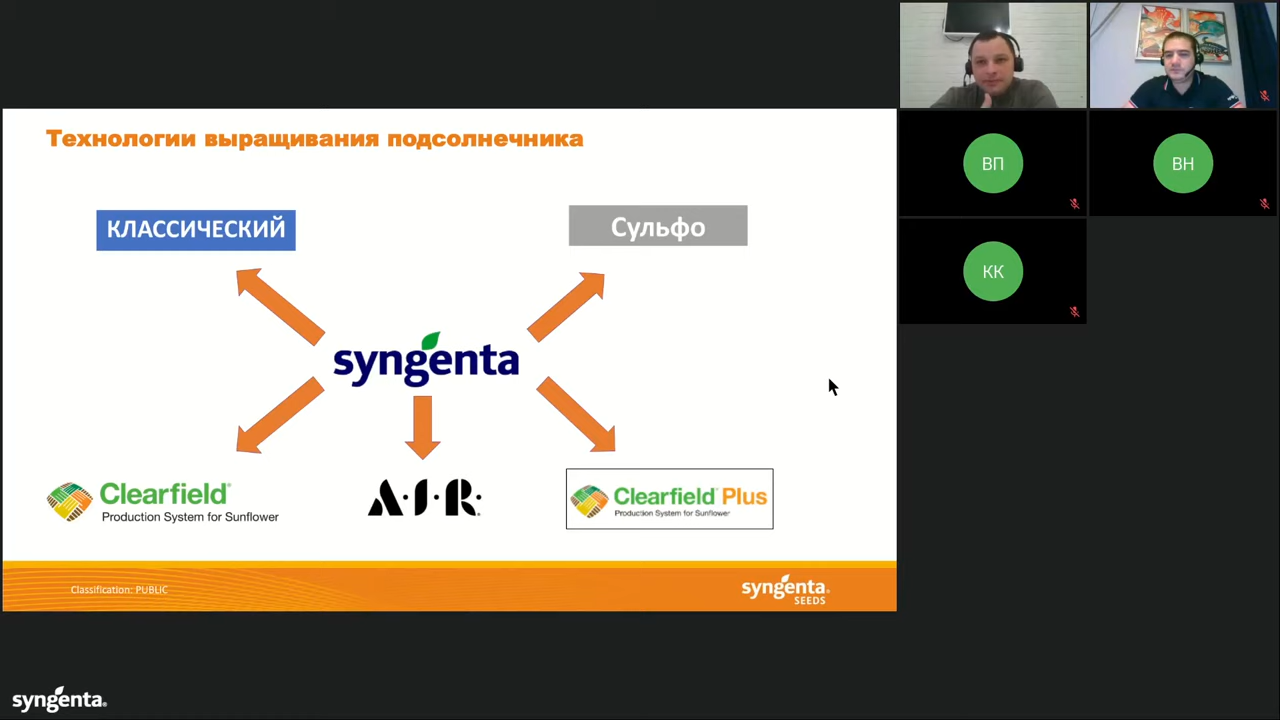 Технологии выращивания подсолнечника
КЛАССИЧЕСКИЙ
Сульфо
syngenta
Clearfield®
Production System for Sunflower
A·I·R·
Clearfield® Plus
Production System for Sunflower
Classification: PUBLIC
syngenta®
SEEDS
ВП
ВН
КК
syngenta®